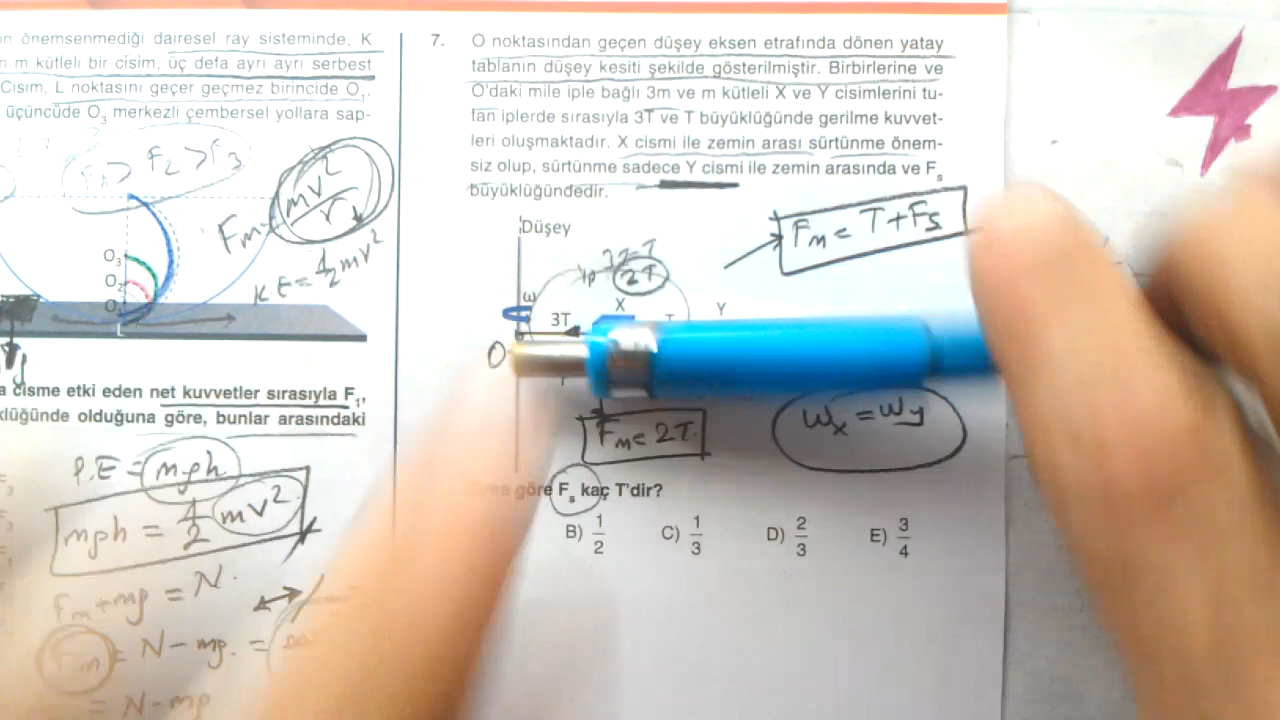 ın önemsenmediği dairesel ray sisteminde, K
m kütleli bir cisim, üç defa ayrı ayrı serbest
Cisim, L noktasını geçer geçmez birincide O₁,
üçüncüde O₃ merkezli çembersel yollara sap-
F₂ > F₃
Fm = mv²/r
KE = 1/2 mv²
O₃
O₂
L
a cisme etki eden net kuvvetler sırasıyla F₁,
klüğünde olduğuna göre, bunlar arasındaki
P.E = mgh
mgh = 1/2 mv²
Fm + mg = N
Fm = N - mg =
= N - mg
7. O noktasından geçen düşey eksen etrafında dönen yatay
tablanın düşey kesiti şekilde gösterilmiştir. Birbirlerine ve
O'daki mile iple bağlı 3m ve m kütleli X ve Y cisimlerini tu-
tan iplerde sırasıyla 3T ve T büyüklüğünde gerilme kuvvet-
leri oluşmaktadır. X cismi ile zemin arası sürtünme önem-
siz olup, sürtünme sadece Y cismi ile zemin arasında ve Fs
büyüklüğündedir.
Düşey
Fm = T + Fs
3T - T
ip 2T
ω
3T
X
T
Y
O
Fm = 2T
ωx = ωy
göre Fs kaç T'dir?
B) 1/2 C) 1/3 D) 2/3 E) 3/4